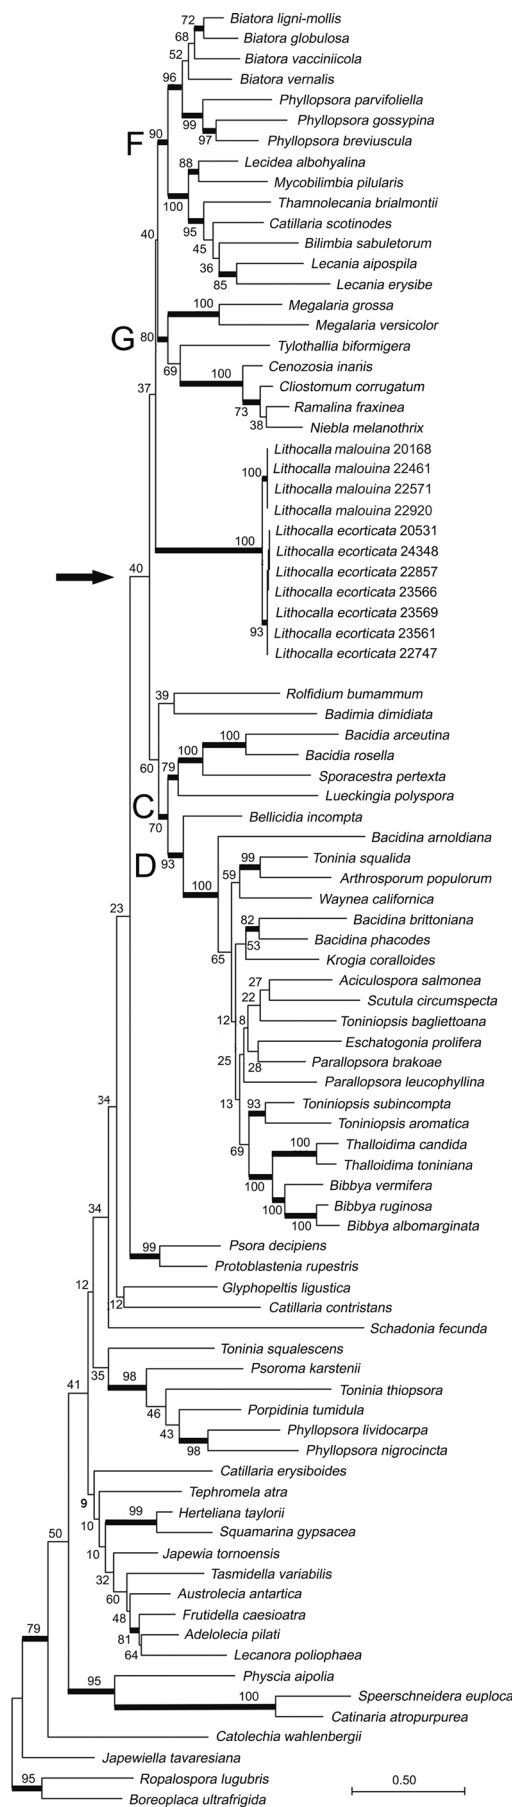 72 Biatora ligni-mollis
68 Biatora globulosa
52 Biatora vacciniicola
96 Biatora vernalis
Phyllopsora parvifoliella
99 Phyllopsora gossypina
F 90 97 Phyllopsora breviuscula
88 Lecidea albohyalina
Mycobilimbia pilularis
100 Thamnolecania brialmontii
95 Catillaria scotinodes
40 45 Bilimbia sabuletorum
36 Lecania aipospila
85 Lecania erysibe
100 Megalaria grossa
G 80 Megalaria versicolor
Tylothallia biformigera
69 100 Cenozosia inanis
37 Cliostomum corrugatum
73 Ramalina fraxinea
38 Niebla melanothrix
Lithocalla malouina 20168
100 Lithocalla malouina 22461
Lithocalla malouina 22571
Lithocalla malouina 22920
Lithocalla ecorticata 20531
100 Lithocalla ecorticata 24348
40 Lithocalla ecorticata 22857
Lithocalla ecorticata 23566
Lithocalla ecorticata 23569
93 Lithocalla ecorticata 23561
Lithocalla ecorticata 22747
39 Rolfidium bumammum
Badimia dimidiata
100 Bacidia arceutina
60 79 100 Bacidia rosella
Sporacestra pertexta
C Lueckingia polyspora
70 Bellicidia incompta
D 93 Bacidina arnoldiana
59 99 Toninia squalida
100 Arthrosporum populorum
Waynea californica
23 82 Bacidina brittoniana
65 53 Bacidina phacodes
Krogia coralloides
27 Aciculospora salmonea
22 Scutula circumspecta
12 8 Toniniopsis bagliettoana
Eschatogonia prolifera
25 28 Parallopsora brakoae
Parallopsora leucophyllina
34 13 93 Toniniopsis subincompta
Toniniopsis aromatica
69 100 Thalloidima candida
Thalloidima toniniana
100 Bibbya vermifera
34 100 Bibbya ruginosa
100 Bibbya albomarginata
99 Psora decipiens
Protoblastenia rupestris
12 Glyphopeltis ligustica
12 Catillaria contristans
Schadonia fecunda
Toninia squalescens
35 98 Psoroma karstenii
41 46 Toninia thiopsora
43 Porpidinia tumidula
Phyllopsora lividocarpa
98 Phyllopsora nigrocincta
Catillaria erysiboides
9 Tephromela atra
10 99 Herteliana taylorii
50 Squamarina gypsacea
10 Japewia tornoensis
32 Tasmidella variabilis
60 Austrolecia antartica
48 Frutidella caesioatra
79 81 Adelolecia pilati
64 Lecanora poliophaea
95 Physcia aipolia
100 Speerschneidera euploca
Catinaria atropurpurea
Catolechia wahlenbergii
Japewiella tavaresiana
95 Ropalospora lugubris 0.50
Boreoplaca ultrafrigida